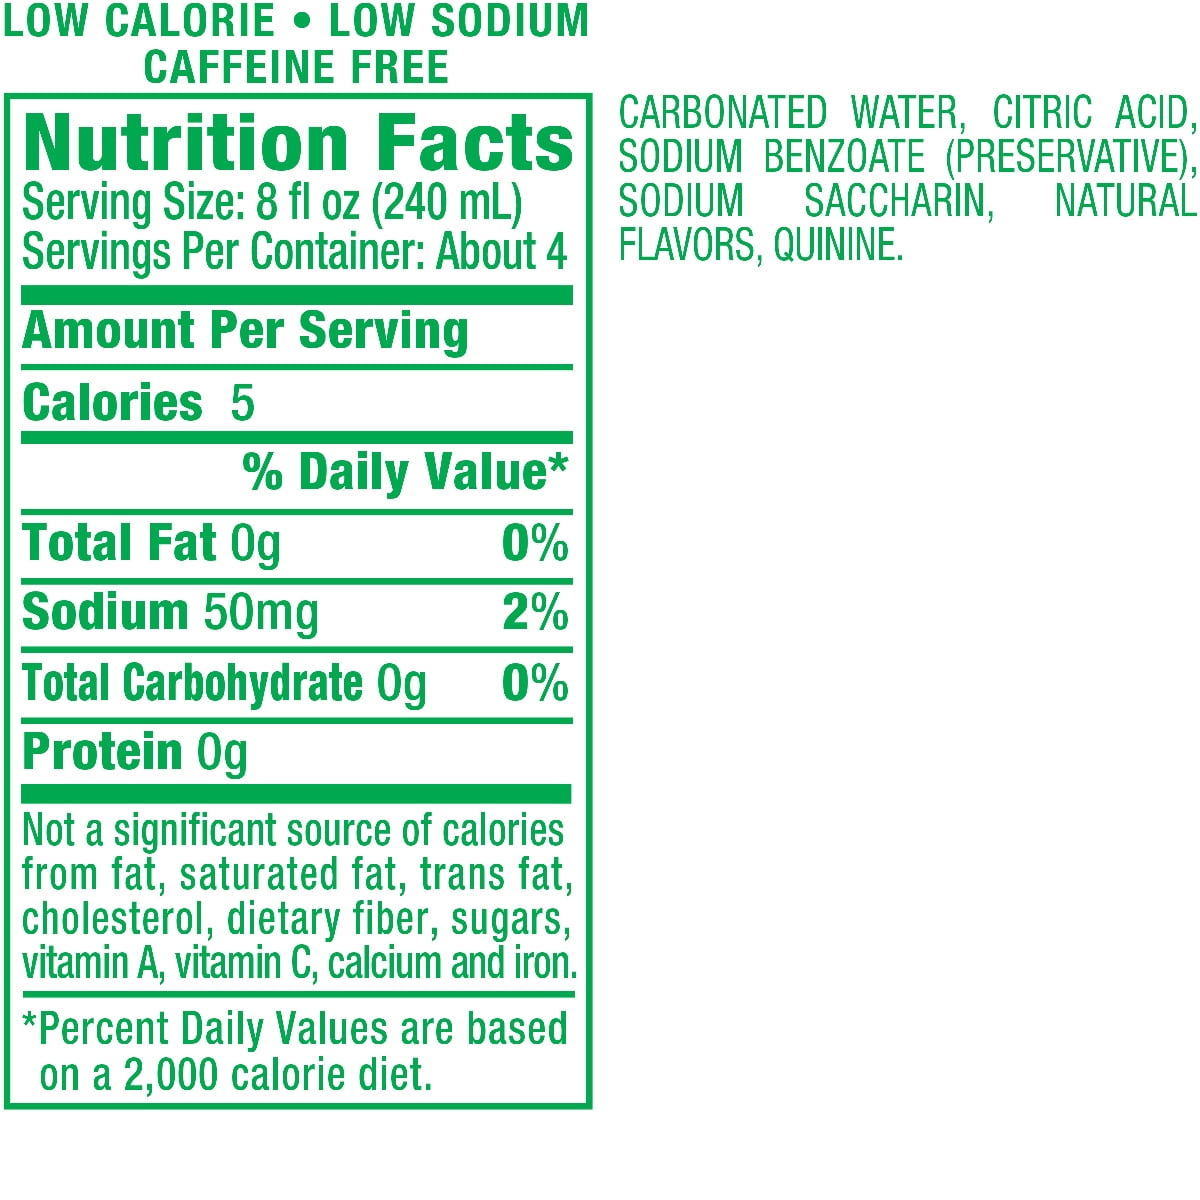 LOW CALORIE • LOW SODIUM
CAFFEINE FREE
Nutrition Facts
Serving Size: 8 fl oz (240 mL)
Servings Per Container: About 4
Amount Per Serving
Calories 5
% Daily Value*
Total Fat 0g 0%
Sodium 50mg 2%
Total Carbohydrate 0g 0%
Protein 0g
Not a significant source of calories
from fat, saturated fat, trans fat,
cholesterol, dietary fiber, sugars,
vitamin A, vitamin C, calcium and iron.
*Percent Daily Values are based
on a 2,000 calorie diet.
CARBONATED WATER, CITRIC ACID,
SODIUM BENZOATE (PRESERVATIVE),
SODIUM SACCHARIN, NATURAL
FLAVORS, QUININE.